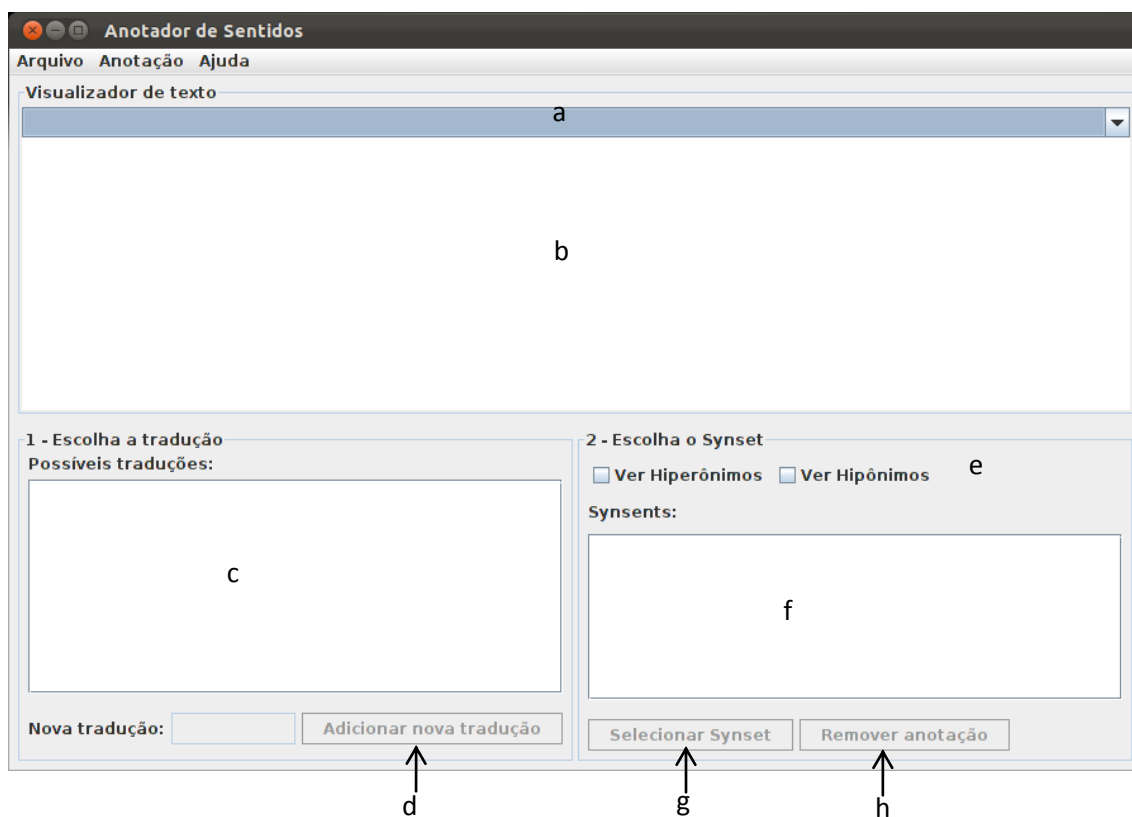 Anotador de Sentidos
Arquivo Anotação Ajuda
Visualizador de texto
a
b
1 - Escolha a tradução
Possíveis traduções:
c
Nova tradução: Adicionar nova tradução
d
2 - Escolha o Synset
Ver Hiperônimos Ver Hipônimos e
Synsents:
f
Selecionar Synset Remover anotação
g h